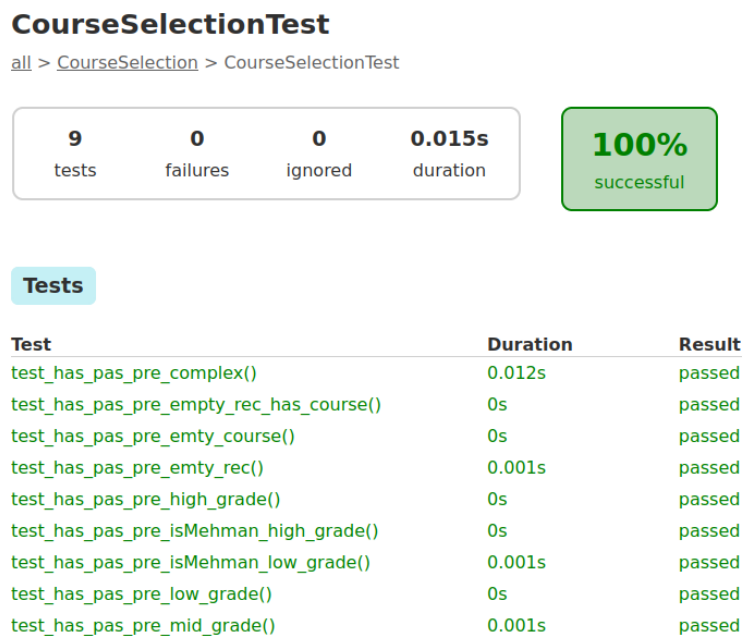 CourseSelectionTest
all > CourseSelection > CourseSelectionTest
9 0 0 0.015s 100%
tests failures ignored duration successful
Tests
Test Duration Result
test_has_pas_pre_complex() 0.012s passed
test_has_pas_pre_empty_rec_has_course() 0s passed
test_has_pas_pre_emty_course() 0s passed
test_has_pas_pre_emty_rec() 0.001s passed
test_has_pas_pre_high_grade() 0s passed
test_has_pas_pre_isMehman_high_grade() 0s passed
test_has_pas_pre_isMehman_low_grade() 0.001s passed
test_has_pas_pre_low_grade() 0s passed
test_has_pas_pre_mid_grade() 0.001s passed